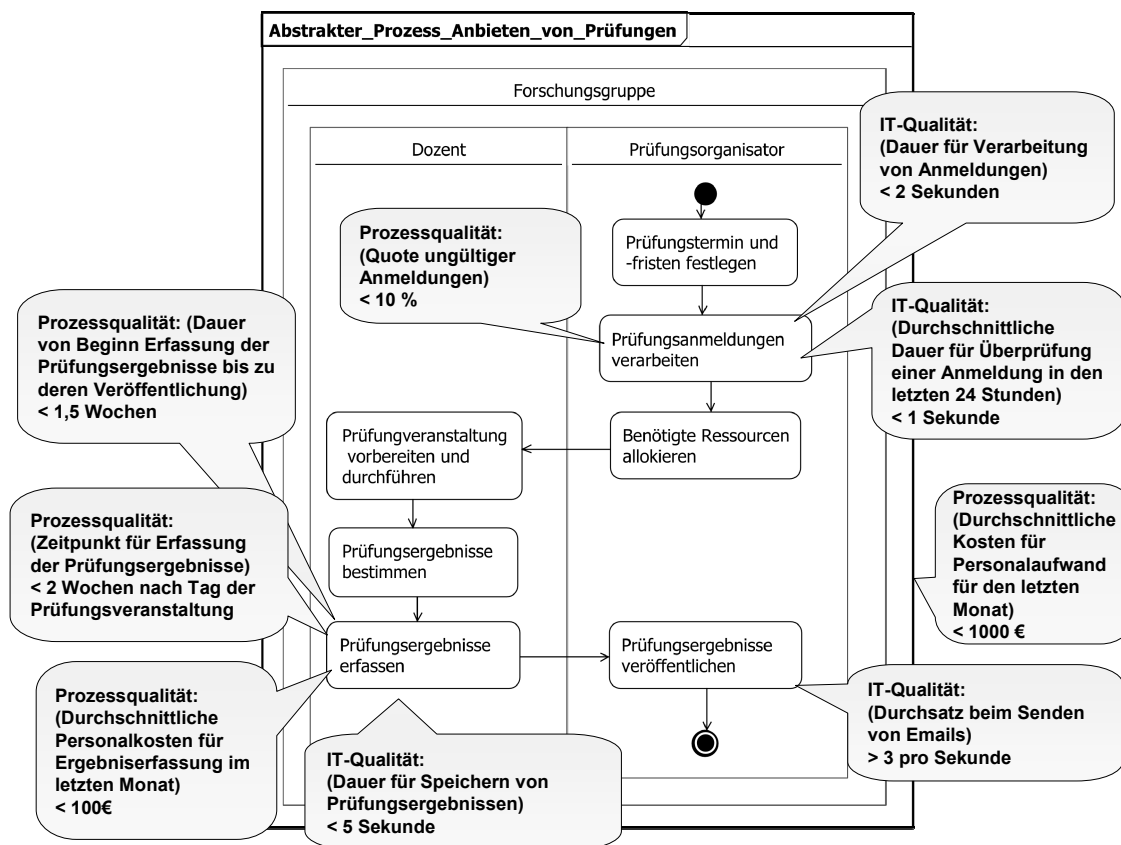 Abstrakter_Prozess_Anbieten_von_Prüfungen
Forschungsgruppe
Dozent
Prüfungsorganisator
IT-Qualität:
(Dauer für Verarbeitung
von Anmeldungen)
< 2 Sekunden
Prüfungstermin und
-fristen festlegen
Prozessqualität:
(Quote ungültiger
Anmeldungen)
< 10 %
Prüfungsanmeldungen
verarbeiten
IT-Qualität:
(Durchschnittliche
Dauer für Überprüfung
einer Anmeldung in den
letzten 24 Stunden)
< 1 Sekunde
Prozessqualität: (Dauer
von Beginn Erfassung der
Prüfungsergebnisse bis zu
deren Veröffentlichung)
< 1,5 Wochen
Prüfungveranstaltung
vorbereiten und
durchführen
Benötigte Ressourcen
allokieren
Prozessqualität:
(Durchschnittliche
Kosten für
Personalaufwand
für den letzten
Monat)
< 1000 €
Prozessqualität:
(Zeitpunkt für Erfassung
der Prüfungsergebnisse)
< 2 Wochen nach Tag der
Prüfungsveranstaltung
Prüfungsergebnisse
bestimmen
Prüfungsergebnisse
erfassen
Prüfungsergebnisse
veröffentlichen
Prozessqualität:
(Durchschnittliche
Personalkosten für
Ergebniserfassung im
letzten Monat)
< 100€
IT-Qualität:
(Dauer für Speichern von
Prüfungsergebnissen)
< 5 Sekunde
IT-Qualität:
(Durchsatz beim Senden
von Emails)
> 3 pro Sekunde